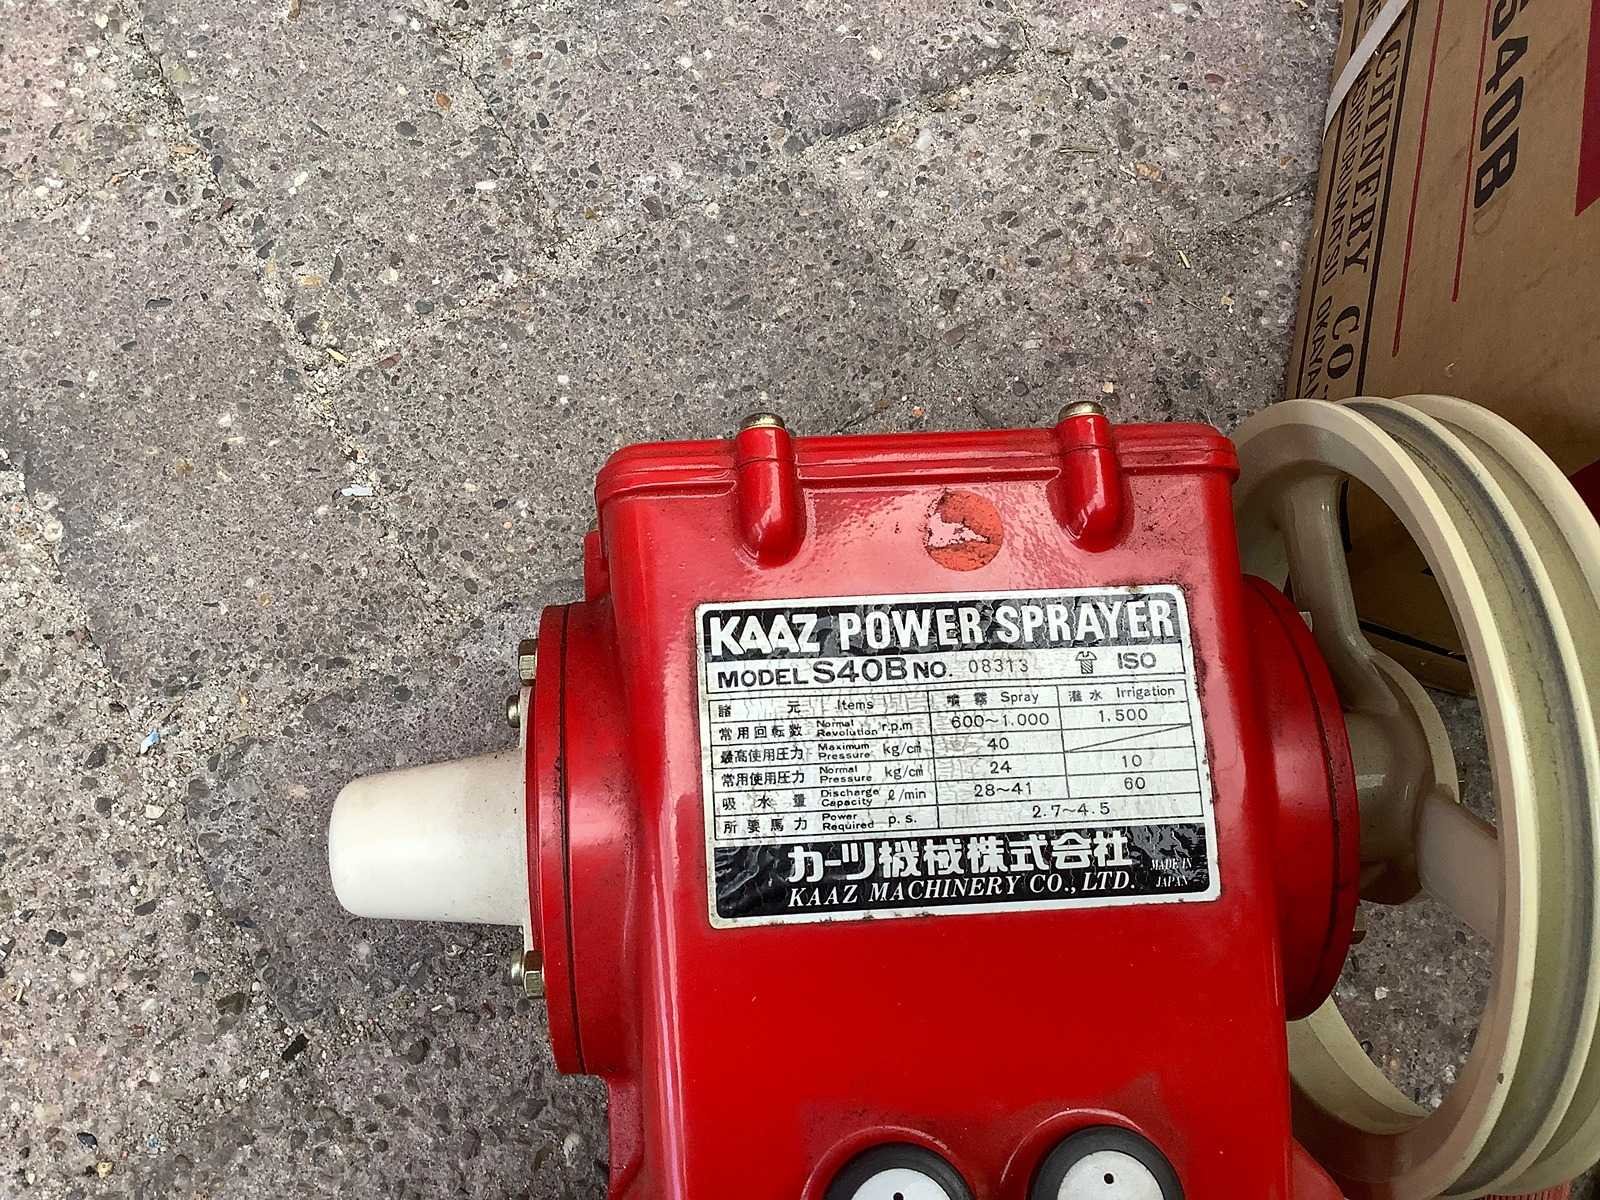 KAAZ POWER SPRAYER
MODEL S40B NO. 08313 ISO
諸元 Items 噴霧 Spray 灌水 Irrigation
常用回転数 Normal Revolution r.p.m 600~1.000 1.500
最高使用圧力 Maximum Pressure kg/cm² 40
常用使用圧力 Normal Pressure kg/cm² 24 10
吸水量 Discharge Capacity ℓ/min 28~41 60
所要馬力 Power Required p.s. 2.7~4.5
カーツ機械株式会社
KAAZ MACHINERY CO., LTD. MADE IN JAPAN
S40B
CHINERY CO.
OKAYA